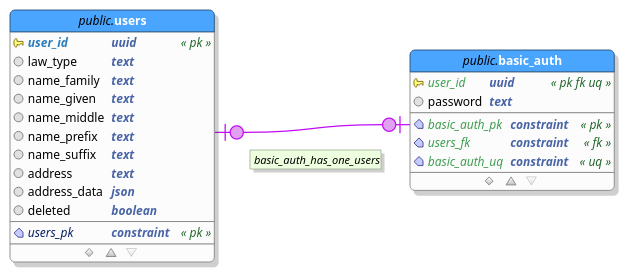 public.users
user_id uuid « pk »
law_type text
name_family text
name_given text
name_middle text
name_prefix text
name_suffix text
address text
address_data json
deleted boolean
users_pk constraint « pk »
basic_auth_has_one_users
public.basic_auth
user_id uuid « pk fk uq »
password text
basic_auth_pk constraint « pk »
users_fk constraint « fk »
basic_auth_uq constraint « uq »